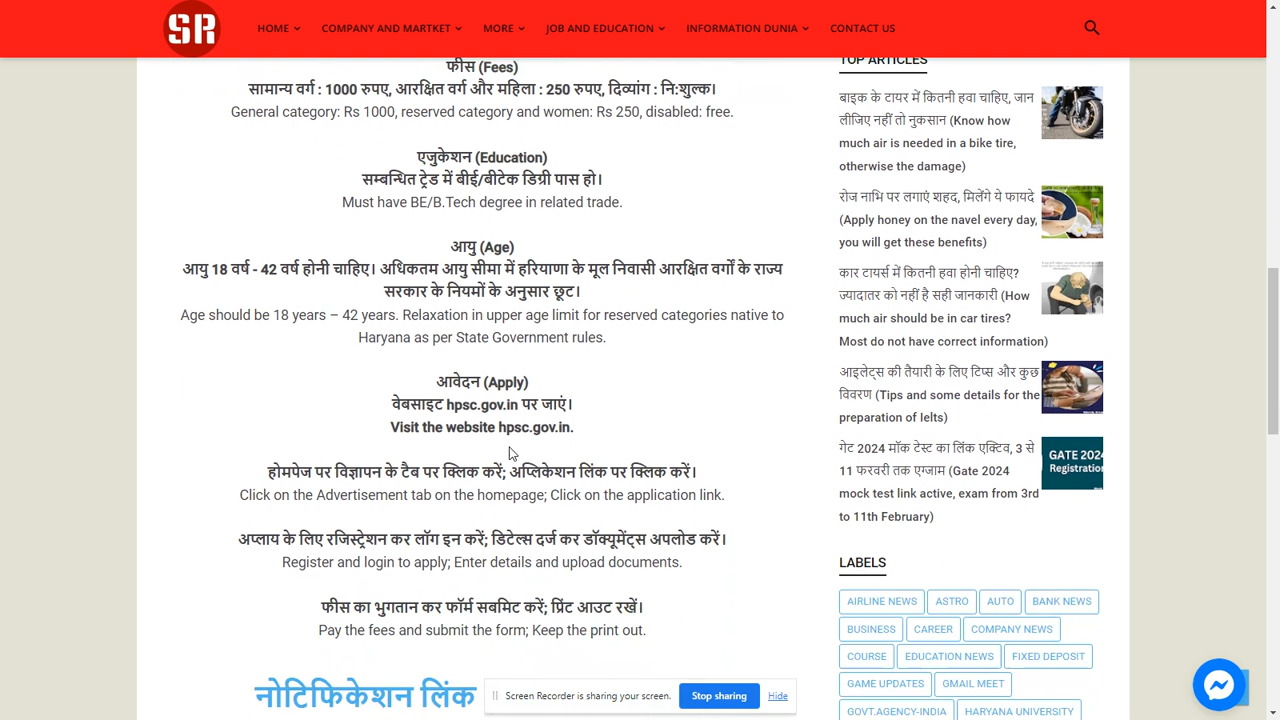 SR
HOME
COMPANY AND MARTKET
MORE
JOB AND EDUCATION
INFORMATION DUNIA
CONTACT US
फीस (Fees)
सामान्य वर्ग : 1000 रुपए, आरक्षित वर्ग और महिला : 250 रुपए, दिव्यांग : नि:शुल्क।
General category: Rs 1000, reserved category and women: Rs 250, disabled: free.
एजुकेशन (Education)
सम्बन्धित ट्रेड में बीई/बीटेक डिग्री पास हो।
Must have BE/B.Tech degree in related trade.
आयु (Age)
आयु 18 वर्ष - 42 वर्ष होनी चाहिए। अधिकतम आयु सीमा में हरियाणा के मूल निवासी आरक्षित वर्गों के राज्य
सरकार के नियमों के अनुसार छूट।
Age should be 18 years – 42 years. Relaxation in upper age limit for reserved categories native to
Haryana as per State Government rules.
आवेदन (Apply)
वेबसाइट hpsc.gov.in पर जाएं।
Visit the website hpsc.gov.in.
होमपेज पर विज्ञापन के टैब पर क्लिक करें; अप्लिकेशन लिंक पर क्लिक करें।
Click on the Advertisement tab on the homepage; Click on the application link.
अप्लाय के लिए रजिस्ट्रेशन कर लॉग इन करें; डिटेल्स दर्ज कर डॉक्यूमेंट्स अपलोड करें।
Register and login to apply; Enter details and upload documents.
फीस का भुगतान कर फॉर्म सबमिट करें; प्रिंट आउट रखें।
Pay the fees and submit the form; Keep the print out.
नोटिफिकेशन लिंक
Screen Recorder is sharing your screen.
Stop sharing
Hide
TOP ARTICLES
बाइक के टायर में कितनी हवा चाहिए, जान
लीजिए नहीं तो नुकसान (Know how
much air is needed in a bike tire,
otherwise the damage)
रोज नाभि पर लगाएं शहद, मिलेंगे ये फायदे
(Apply honey on the navel every day,
you will get these benefits)
कार टायर्स में कितनी हवा होनी चाहिए?
ज्यादातर को नहीं है सही जानकारी (How
much air should be in car tires?
Most do not have correct information)
आइलेट्स की तैयारी के लिए टिप्स और कुछ
विवरण (Tips and some details for the
preparation of Ielts)
गेट 2024 मॉक टेस्ट का लिंक एक्टिव, 3 से
11 फरवरी तक एग्जाम (Gate 2024
mock test link active, exam from 3rd
to 11th February)
GATE 2024
Registration
LABELS
AIRLINE NEWS
ASTRO
AUTO
BANK NEWS
BUSINESS
CAREER
COMPANY NEWS
COURSE
EDUCATION NEWS
FIXED DEPOSIT
GAME UPDATES
GMAIL MEET
GOVT.AGENCY-INDIA
HARYANA UNIVERSITY